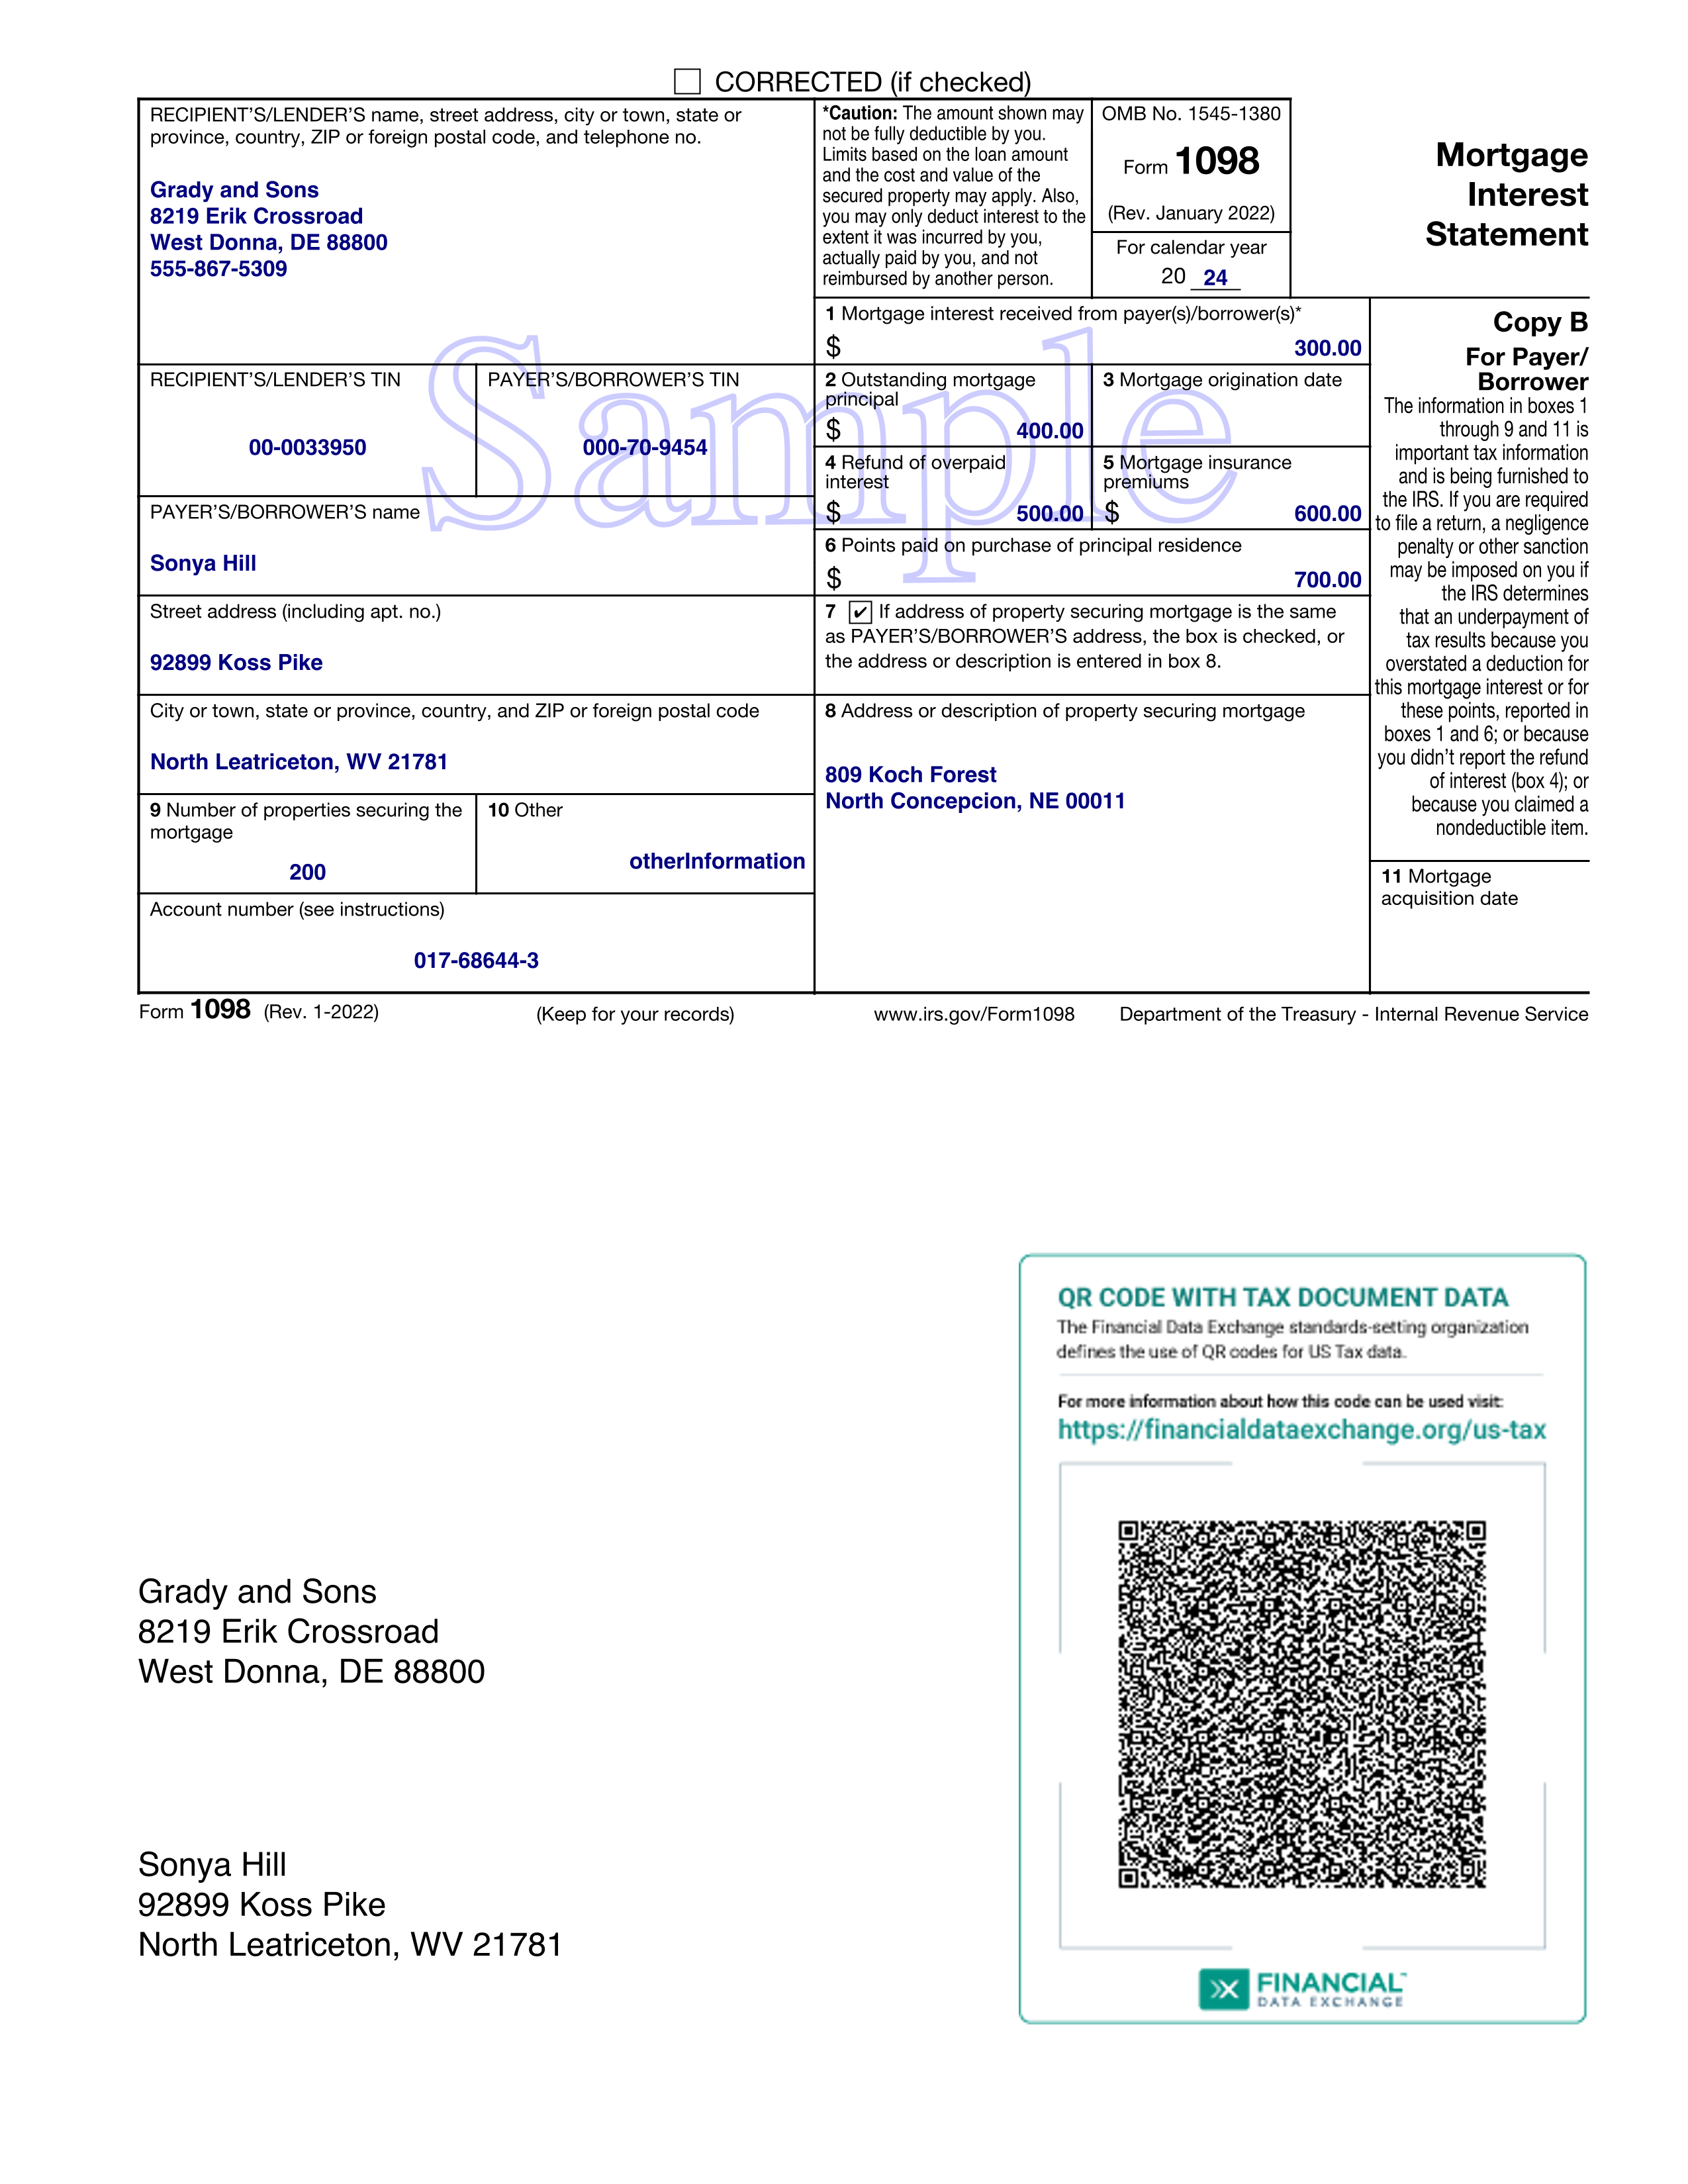 CORRECTED (if checked)
RECIPIENT'S/LENDER'S name, street address, city or town, state or
province, country, ZIP or foreign postal code, and telephone no.
Grady and Sons
8219 Erik Crossroad
West Donna, DE 88800
555-867-5309
*Caution: The amount shown may
not be fully deductible by you.
Limits based on the loan amount
and the cost and value of the
secured property may apply. Also,
you may only deduct interest to the
extent it was incurred by you,
actually paid by you, and not
reimbursed by another person.
OMB No. 1545-1380
Form 1098
(Rev. January 2022)
For calendar year
20 24
Mortgage
Interest
Statement
1 Mortgage interest received from payer(s)/borrower(s)*
$ 300.00
Copy B
For Payer/
Borrower
The information in boxes 1
through 9 and 11 is
important tax information
and is being furnished to
the IRS. If you are required
to file a return, a negligence
penalty or other sanction
may be imposed on you if
the IRS determines
that an underpayment of
tax results because you
overstated a deduction for
this mortgage interest or for
these points, reported in
boxes 1 and 6; or because
you didn't report the refund
of interest (box 4); or
because you claimed a
nondeductible item.
RECIPIENT'S/LENDER'S TIN
00-0033950
PAYER'S/BORROWER'S TIN
000-70-9454
Sample
2 Outstanding mortgage
principal
$ 400.00
3 Mortgage origination date
4 Refund of overpaid
interest
$ 500.00
5 Mortgage insurance
premiums
$ 600.00
PAYER'S/BORROWER'S name
Sonya Hill
6 Points paid on purchase of principal residence
$ 700.00
Street address (including apt. no.)
92899 Koss Pike
7 ✔ If address of property securing mortgage is the same
as PAYER'S/BORROWER'S address, the box is checked, or
the address or description is entered in box 8.
City or town, state or province, country, and ZIP or foreign postal code
North Leatriceton, WV 21781
8 Address or description of property securing mortgage
809 Koch Forest
North Concepcion, NE 00011
9 Number of properties securing the
mortgage
200
10 Other
otherInformation
11 Mortgage
acquisition date
Account number (see instructions)
017-68644-3
Form 1098 (Rev. 1-2022)
(Keep for your records)
www.irs.gov/Form1098
Department of the Treasury - Internal Revenue Service
QR CODE WITH TAX DOCUMENT DATA
The Financial Data Exchange standards-setting organization
defines the use of QR codes for US Tax data.
For more information about how this code can be used visit:
https://financialdataexchange.org/us-tax
FINANCIAL
DATA EXCHANGE
Grady and Sons
8219 Erik Crossroad
West Donna, DE 88800
Sonya Hill
92899 Koss Pike
North Leatriceton, WV 21781